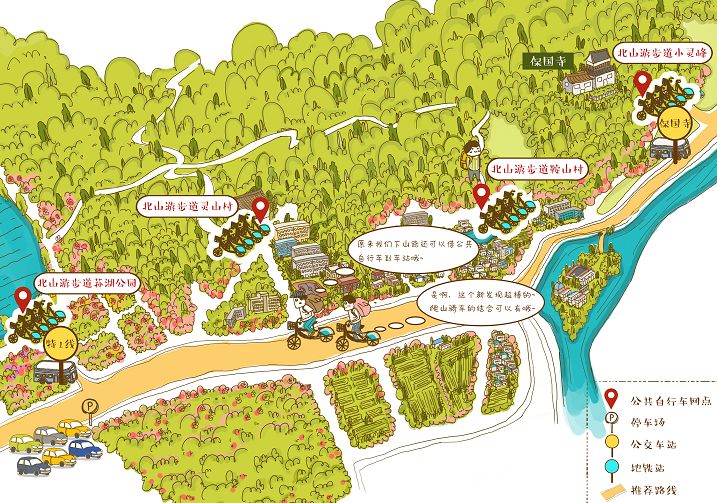 保国寺
北山游步道小灵峰
保国寺
北山游步道鞍山村
北山游步道灵山村
原来我们下山路还可以借公共
自行车到车站哦~
是啊，这个新发现超棒的~
爬山骑车的结合可以有哦~
北山游步道荪湖公园
特1线
P
公共自行车网点
P
停车场
公交车站
地铁站
推荐路线